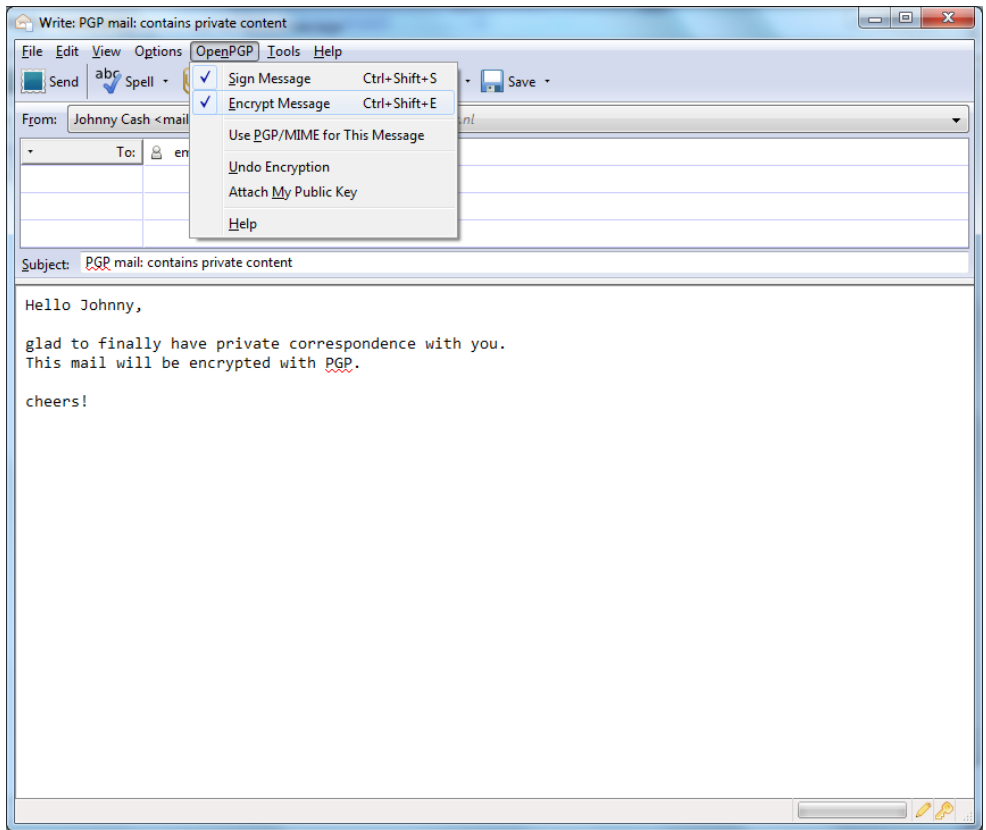 Write: PGP mail: contains private content
File Edit View Options OpenPGP Tools Help
Send abc Spell Save
Sign Message Ctrl+Shift+S
Encrypt Message Ctrl+Shift+E
Use PGP/MIME for This Message
Undo Encryption
Attach My Public Key
Help
From: Johnny Cash <mail .nl
To: en
Subject: PGP mail: contains private content
Hello Johnny,
glad to finally have private correspondence with you.
This mail will be encrypted with PGP.
cheers!